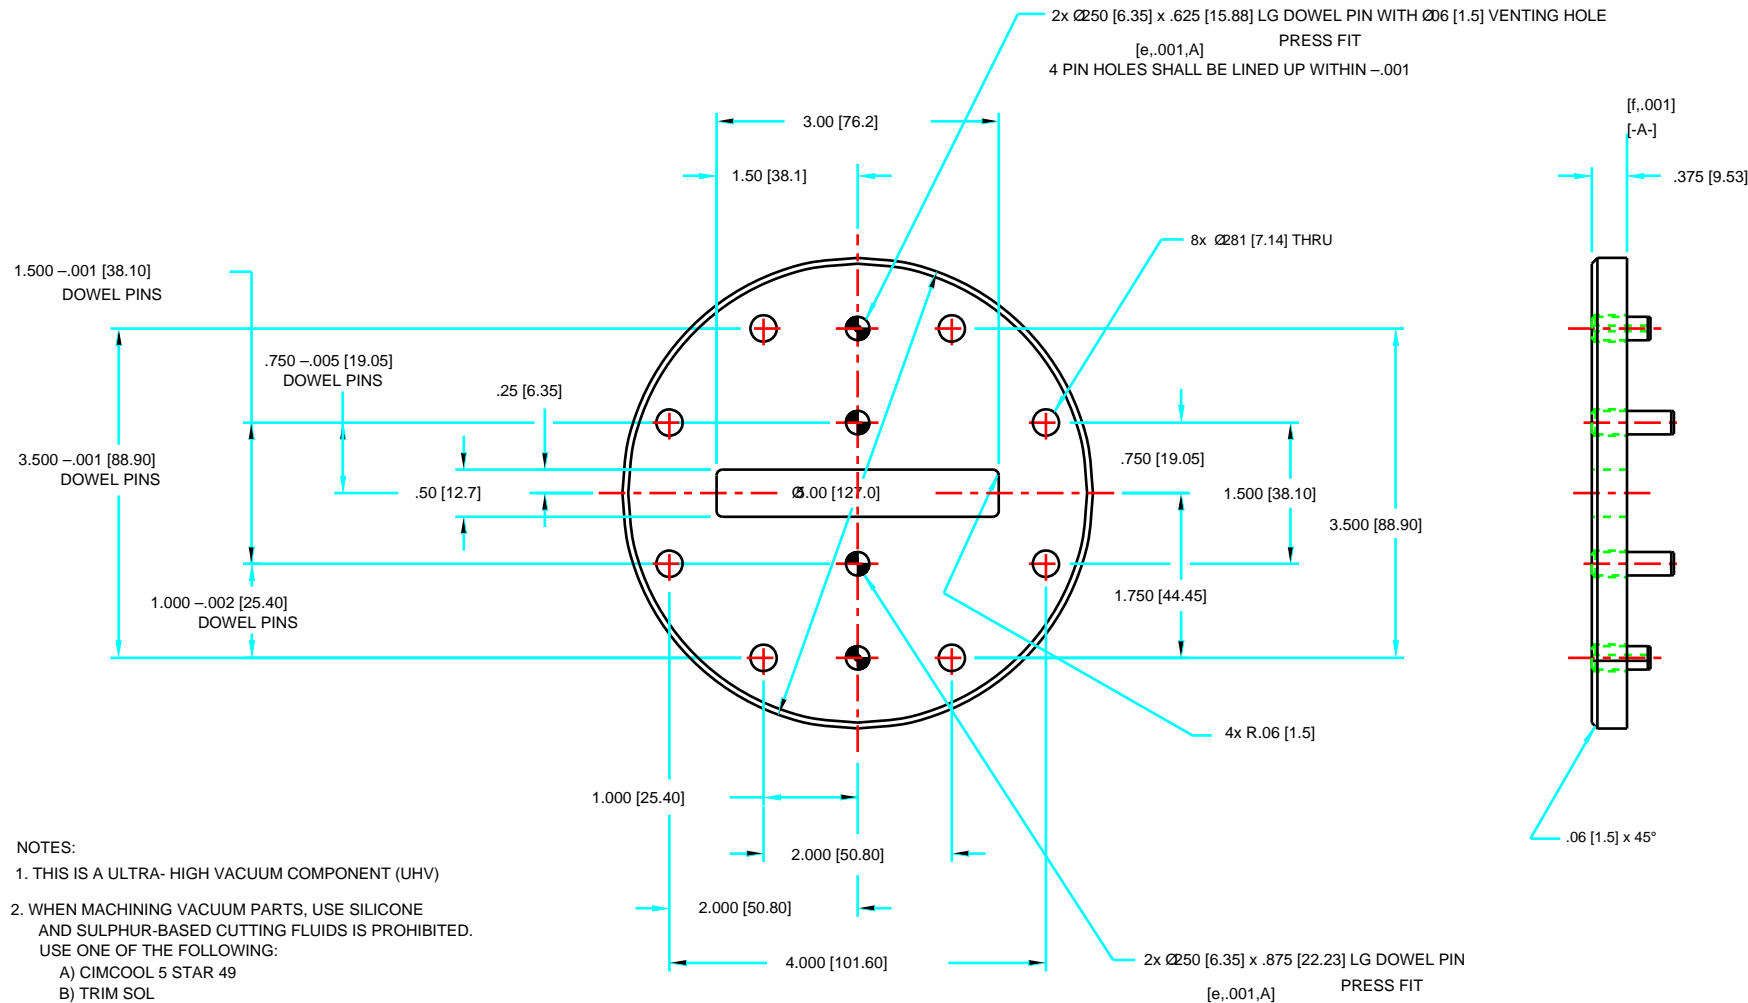 2x Ø.250 [6.35] x .625 [15.88] LG DOWEL PIN WITH Ø.06 [1.5] VENTING HOLE
PRESS FIT
[e,.001,A]
4 PIN HOLES SHALL BE LINED UP WITHIN –.001
[f,.001]
[-A-]
3.00 [76.2]
1.50 [38.1]
.375 [9.53]
8x Ø.281 [7.14] THRU
1.500 –.001 [38.10]
DOWEL PINS
.750 –.005 [19.05]
DOWEL PINS
.25 [6.35]
3.500 –.001 [88.90]
DOWEL PINS
.50 [12.7]
Ø5.00 [127.0]
.750 [19.05]
1.500 [38.10]
3.500 [88.90]
1.000 –.002 [25.40]
DOWEL PINS
1.750 [44.45]
4x R.06 [1.5]
1.000 [25.40]
2.000 [50.80]
.06 [1.5] x 45°
2.000 [50.80]
4.000 [101.60]
2x Ø.250 [6.35] x .875 [22.23] LG DOWEL PIN
PRESS FIT
[e,.001,A]
NOTES:
1. THIS IS A ULTRA- HIGH VACUUM COMPONENT (UHV)
2. WHEN MACHINING VACUUM PARTS, USE SILICONE
AND SULPHUR-BASED CUTTING FLUIDS IS PROHIBITED.
USE ONE OF THE FOLLOWING:
A) CIMCOOL 5 STAR 49
B) TRIM SOL